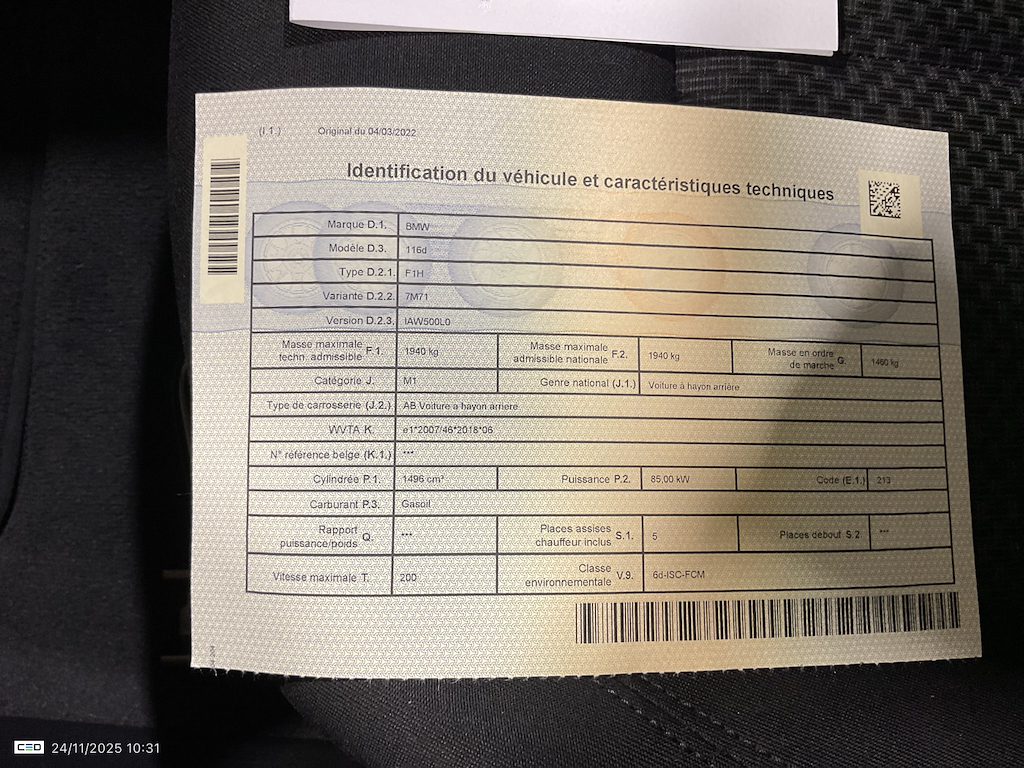 (I.1.) Original du 04/03/2022
Identification du véhicule et caractéristiques techniques
Marque D.1. BMW
Modèle D.3. 116d
Type D.2.1. F1H
Variante D.2.2. 7M71
Version D.2.3. IAW500L0
Masse maximale techn. admissible F.1. 1940 kg Masse maximale admissible nationale F.2. 1940 kg Masse en ordre de marche G. 1460 kg
Catégorie J. M1 Genre national (J.1.) Voiture à hayon arrière
Type de carrosserie (J.2.) AB Voiture à hayon arrière
WVTA K. e1*2007/46*2018*06
N° référence belge (K.1.) ***
Cylindrée P.1. 1496 cm³ Puissance P.2. 85,00 kW Code (E.1.) 213
Carburant P.3. Gasoil
Rapport puissance/poids Q. *** Places assises chauffeur inclus S.1. 5 Places debout S.2. ***
Vitesse maximale T. 200 Classe environnementale V.9. 6d-ISC-FCM
CEO 24/11/2025 10:31